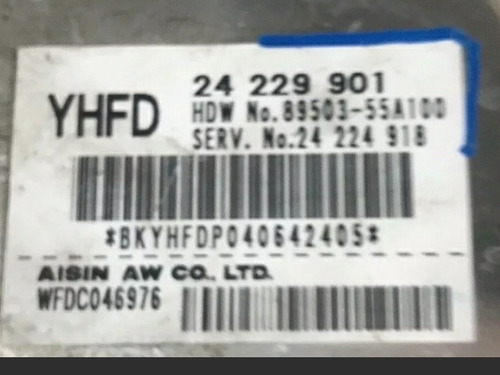 24 229 901
YHFD
HDW No.89503-55A100
SERV. No.24 224 918
*BKYHFDP040642405*
AISIN AW CO., LTD.
WFDC046976